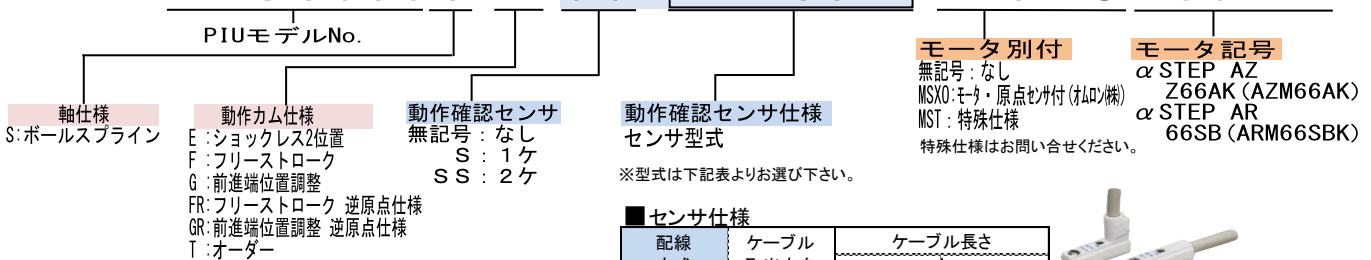 PIUモデルNo.
軸仕様
S:ボールスプライン
動作カム仕様
E :ショックレス2位置
F :フリーストローク
G :前進端位置調整
FR:フリーストローク 逆原点仕様
GR:前進端位置調整 逆原点仕様
T :オーダー
動作確認センサ
無記号:なし
S:1ケ
SS:2ケ
動作確認センサ仕様
センサ型式
※型式は下記表よりお選び下さい。
モータ別付
無記号:なし
MSXO:モータ・原点センサ付(オムロン㈱)
MST:特殊仕様
特殊仕様はお問い合せください。
モータ記号
αSTEP AZ
Z66AK(AZM66AK)
αSTEP AR
66SB(ARM66SBK)
■センサ仕様
配線
ケーブル
ケーブル長さ